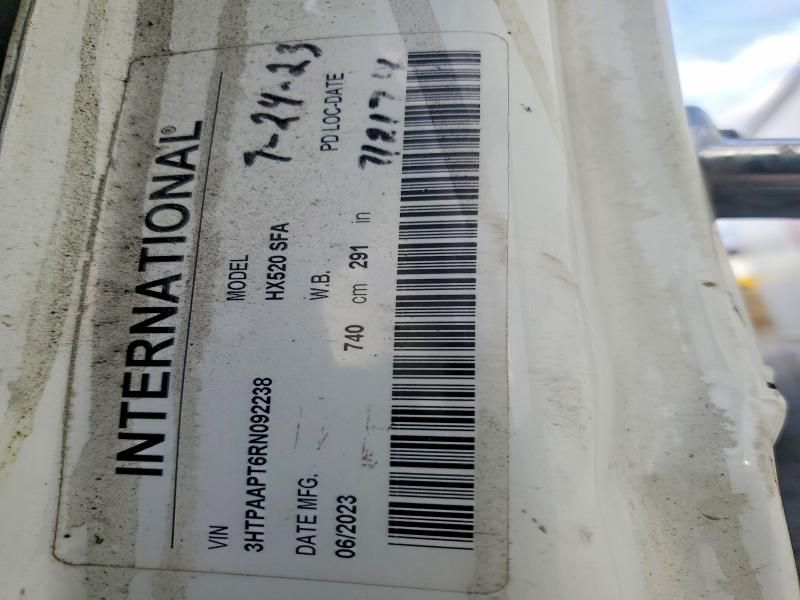 INTERNATIONAL®
VIN MODEL
3HTPAAPT6RN092238 HX520 SFA 7-24-23
DATE MFG. W.B. PD LOC-DATE
06/2023 740 cm 291 in